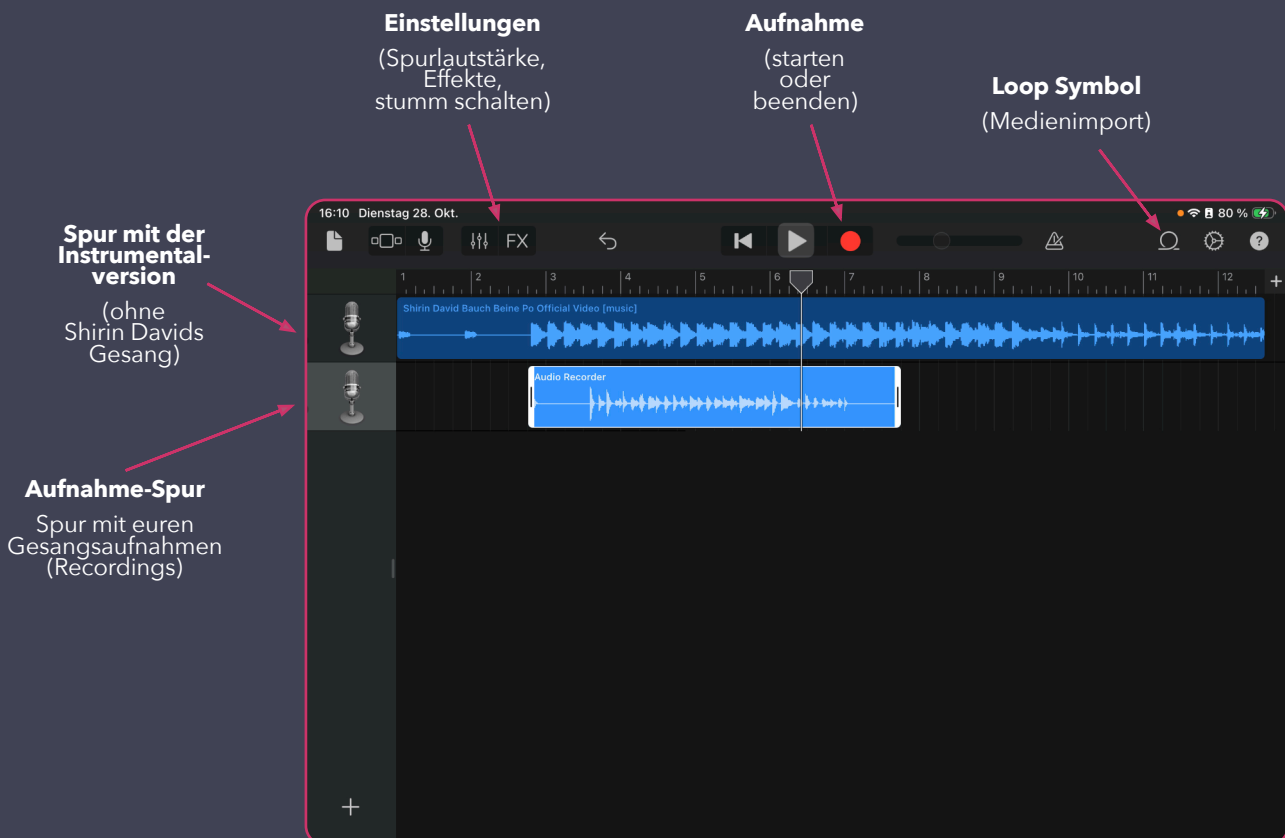 Einstellungen
(Spurlautstärke,
Effekte,
stumm schalten)
Aufnahme
(starten
oder
beenden)
Loop Symbol
(Medienimport)
Spur mit der
Instrumental-
version
(ohne
Shirin Davids
Gesang)
Aufnahme-Spur
Spur mit euren
Gesangsaufnahmen
(Recordings)
16:10 Dienstag 28. Okt.
80 %
FX
?
1 2 3 4 5 6 7 8 9 10 11 12 +
Shirin David Bauch Beine Po Official Video [music]
Audio Recorder
+